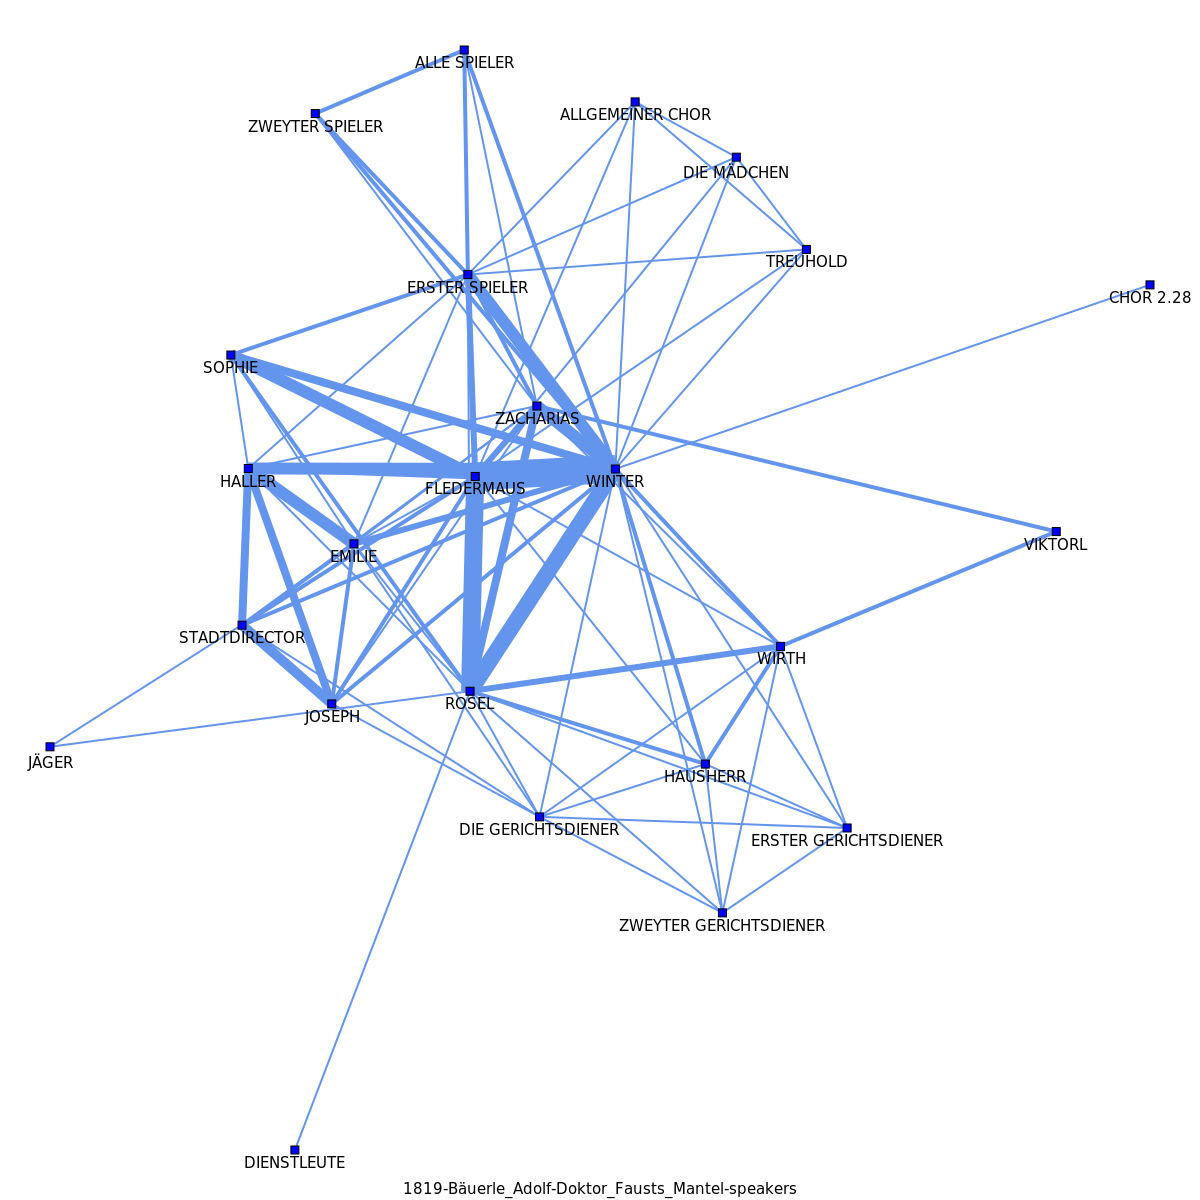 ALLE SPIELER
ALLGEMEINER CHOR
ZWEYTER SPIELER
DIE MÄDCHEN
TREUHOLD
ERSTER SPIELER
CHOR 2.28
SOPHIE
ZACHARIAS
HALLER
FLEDERMAUS
WINTER
VIKTORL
EMILIE
STADTDIRECTOR
WIRTH
ROSEL
JOSEPH
JÄGER
HAUSHERR
DIE GERICHTSDIENER
ERSTER GERICHTSDIENER
ZWEYTER GERICHTSDIENER
DIENSTLEUTE
1819-Bäuerle_Adolf-Doktor_Fausts_Mantel-speakers